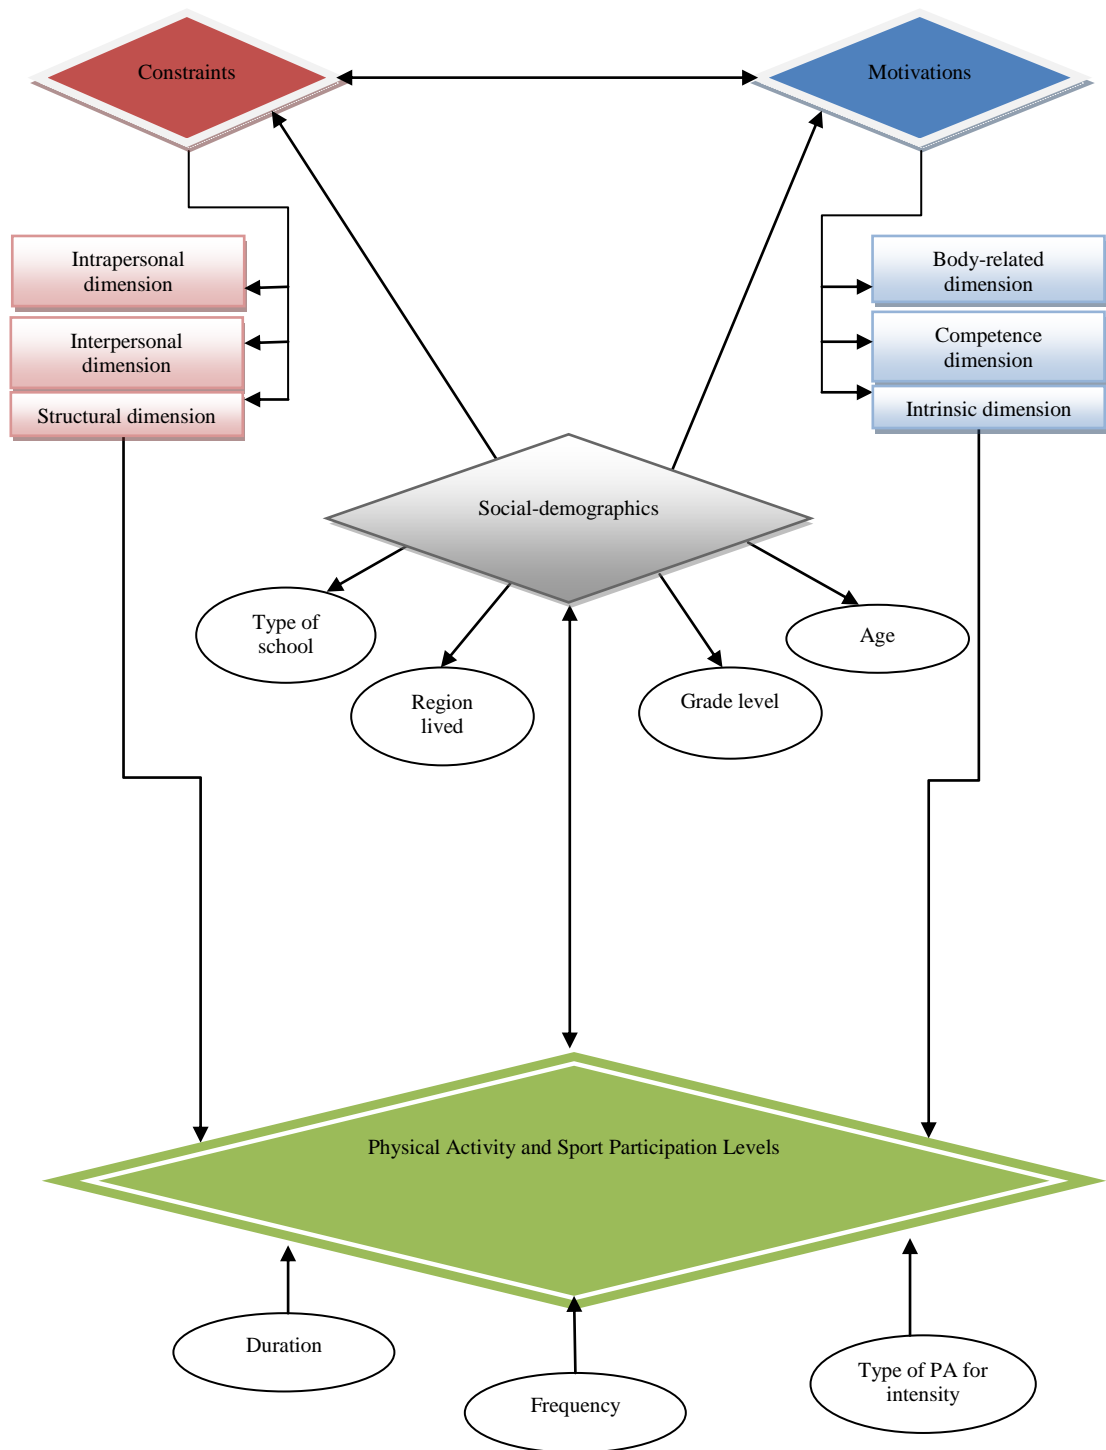 Constraints
Motivations
Intrapersonal
dimension
Interpersonal
dimension
Structural dimension
Body-related
dimension
Competence
dimension
Intrinsic dimension
Social-demographics
Type of
school
Region
lived
Grade level
Age
Physical Activity and Sport Participation Levels
Duration
Frequency
Type of PA for
intensity